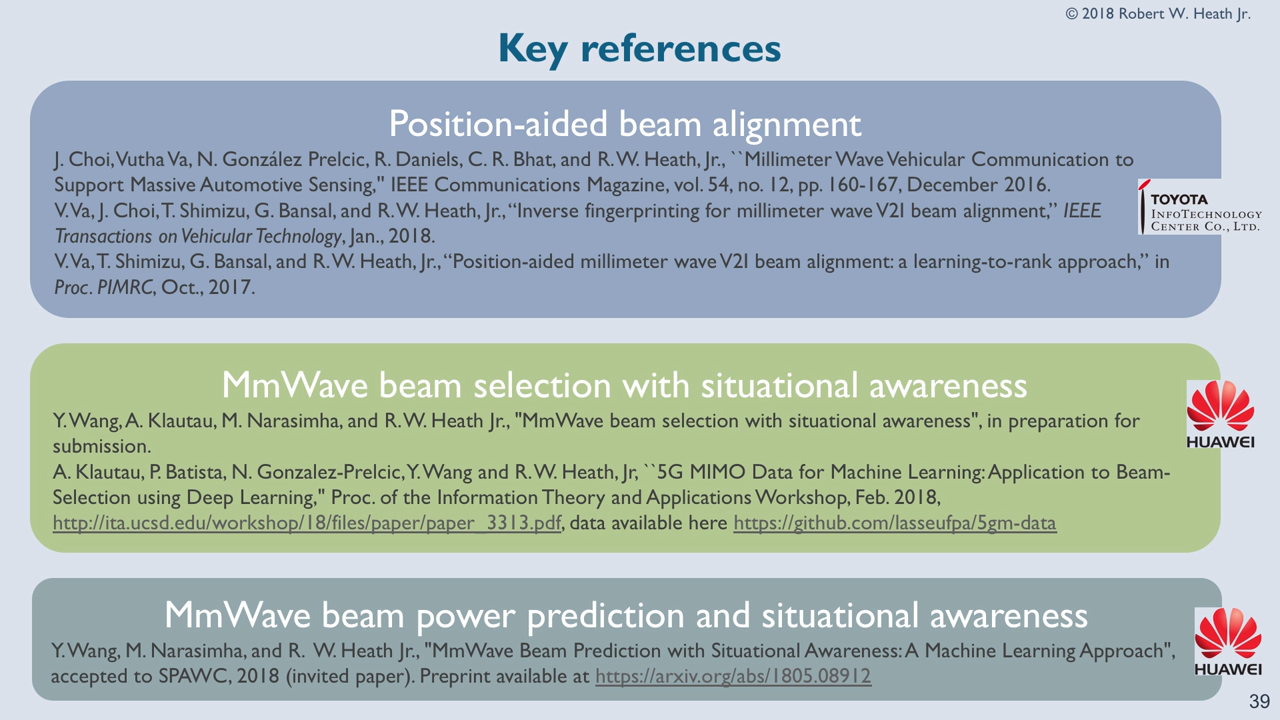 © 2018 Robert W. Heath Jr.
Key references
Position-aided beam alignment
J. Choi, Vutha Va, N. González Prelcic, R. Daniels, C. R. Bhat, and R. W. Heath, Jr., ``Millimeter Wave Vehicular Communication to
Support Massive Automotive Sensing," IEEE Communications Magazine, vol. 54, no. 12, pp. 160-167, December 2016.
V. Va, J. Choi, T. Shimizu, G. Bansal, and R. W. Heath, Jr., “Inverse fingerprinting for millimeter wave V2I beam alignment,” IEEE
Transactions on Vehicular Technology, Jan., 2018.
V. Va, T. Shimizu, G. Bansal, and R. W. Heath, Jr., “Position-aided millimeter wave V2I beam alignment: a learning-to-rank approach,” in
Proc. PIMRC, Oct., 2017.
TOYOTA
INFOTECHNOLOGY
CENTER CO., LTD.
MmWave beam selection with situational awareness
Y. Wang, A. Klautau, M. Narasimha, and R. W. Heath Jr., "MmWave beam selection with situational awareness", in preparation for
submission.
A. Klautau, P. Batista, N. Gonzalez-Prelcic, Y. Wang and R. W. Heath, Jr, ``5G MIMO Data for Machine Learning: Application to Beam-
Selection using Deep Learning," Proc. of the Information Theory and Applications Workshop, Feb. 2018,
http://ita.ucsd.edu/workshop/18/files/paper/paper_3313.pdf, data available here https://github.com/lasseufpa/5gm-data
HUAWEI
MmWave beam power prediction and situational awareness
Y. Wang, M. Narasimha, and R. W. Heath Jr., "MmWave Beam Prediction with Situational Awareness: A Machine Learning Approach",
accepted to SPAWC, 2018 (invited paper). Preprint available at https://arxiv.org/abs/1805.08912
HUAWEI
39